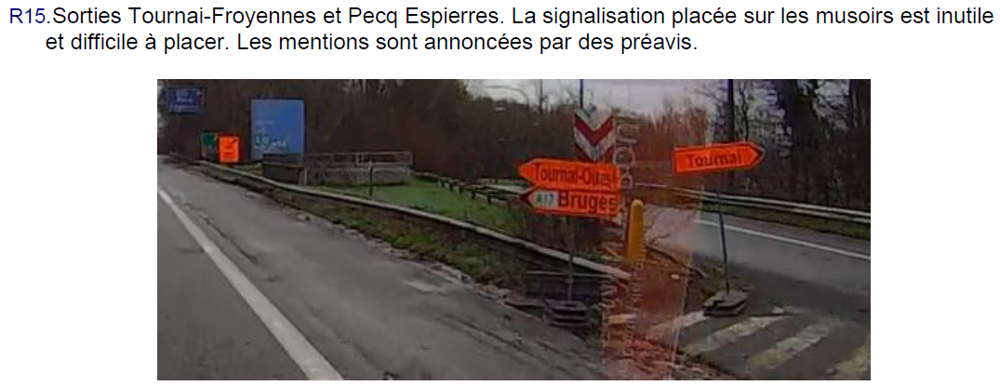 R15.Sorties Tournai-Froyennes et Pecq Espierres. La signalisation placée sur les musoirs est inutile
et difficile à placer. Les mentions sont annoncées par des préavis.
Tournai-Ouest
A17 Bruges
Tournai